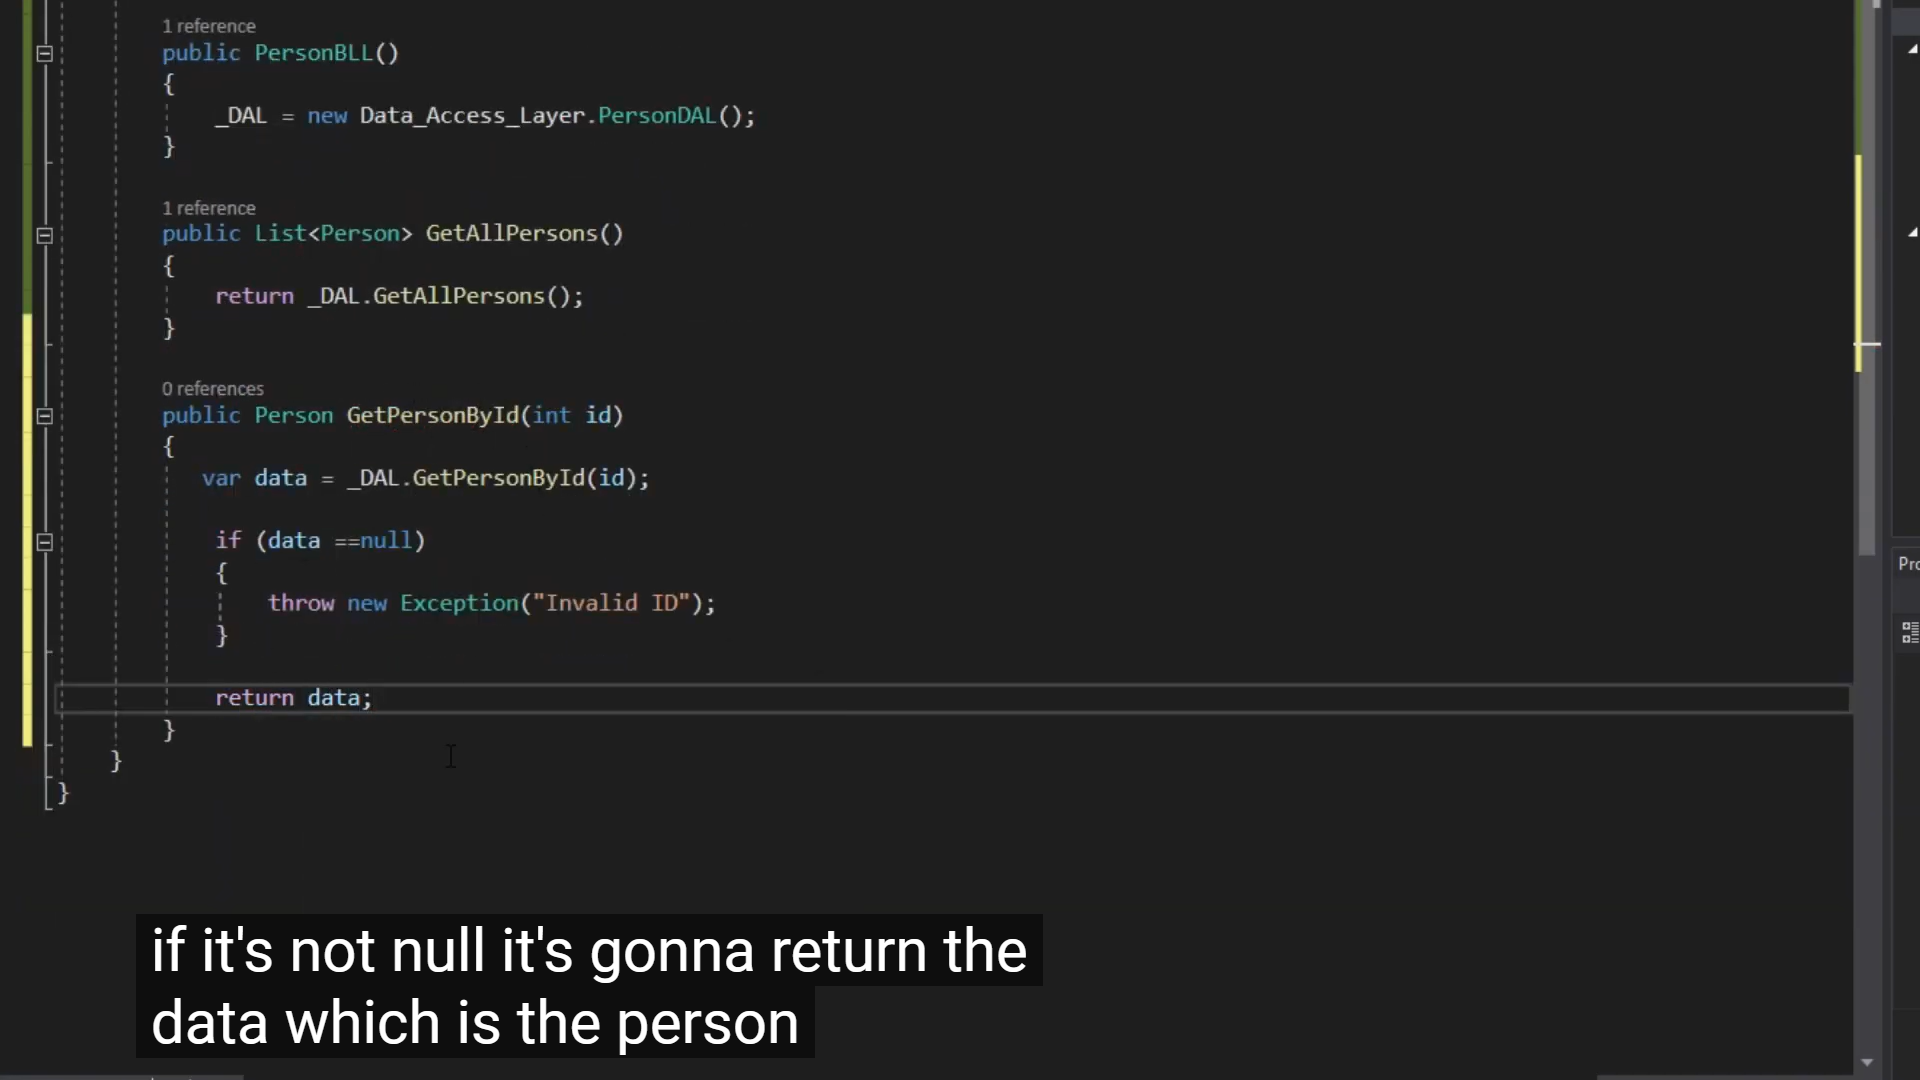 1 reference
public PersonBLL()
{
_DAL = new Data_Access_Layer.PersonDAL();
}
1 reference
public List<Person> GetAllPersons()
{
return _DAL.GetAllPersons();
}
0 references
public Person GetPersonById(int id)
{
var data = _DAL.GetPersonById(id);
if (data ==null)
{
throw new Exception("Invalid ID");
}
return data;
}
}
}
Pro
if it's not null it's gonna return the
data which is the person